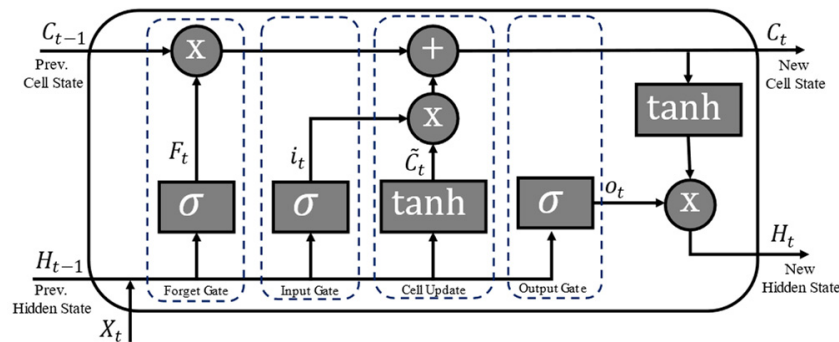 C_{t-1}
Prev.
Cell State
x
+
C_t
New
Cell State
tanh
x
F_t
i_t
C̃_t
σ
σ
tanh
σ
o_t
x
H_{t-1}
Prev.
Hidden State
Forget Gate
Input Gate
Cell Update
Output Gate
H_t
New
Hidden State
X_t